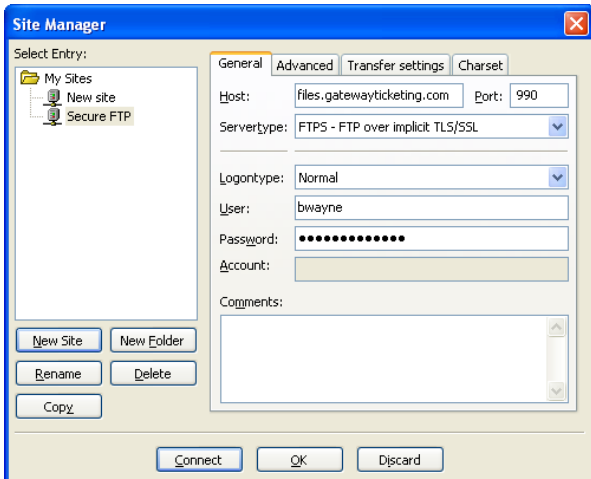 Site Manager
Select Entry:
My Sites
New site
Secure FTP
New Site
New Folder
Rename
Delete
Copy
General
Advanced
Transfer settings
Charset
Host: files.gatewayticketing.com Port: 990
Servertype: FTPS - FTP over implicit TLS/SSL
Logontype: Normal
User: bwayne
Password: •••••••••••••
Account:
Comments:
Connect
OK
Discard